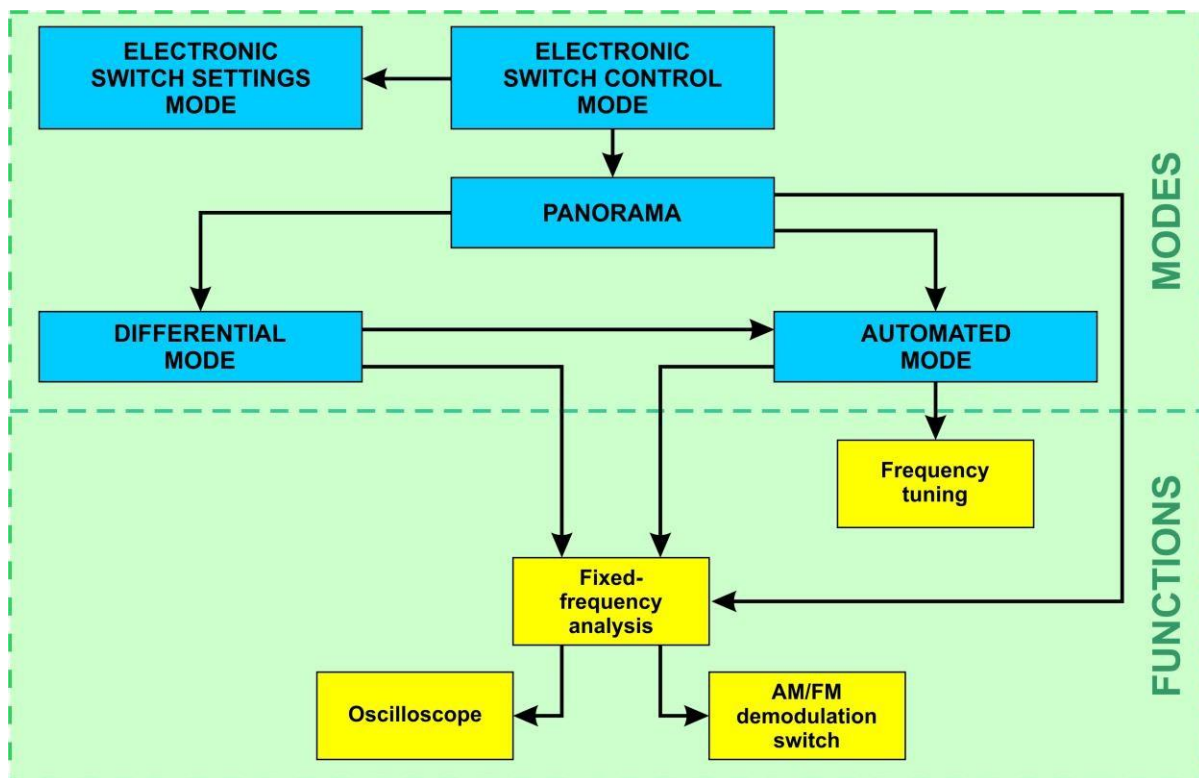 ELECTRONIC
SWITCH SETTINGS
MODE
ELECTRONIC
SWITCH CONTROL
MODE
PANORAMA
MODES
DIFFERENTIAL
MODE
AUTOMATED
MODE
Frequency
tuning
FUNCTIONS
Fixed-
frequency
analysis
Oscilloscope
AM/FM
demodulation
switch